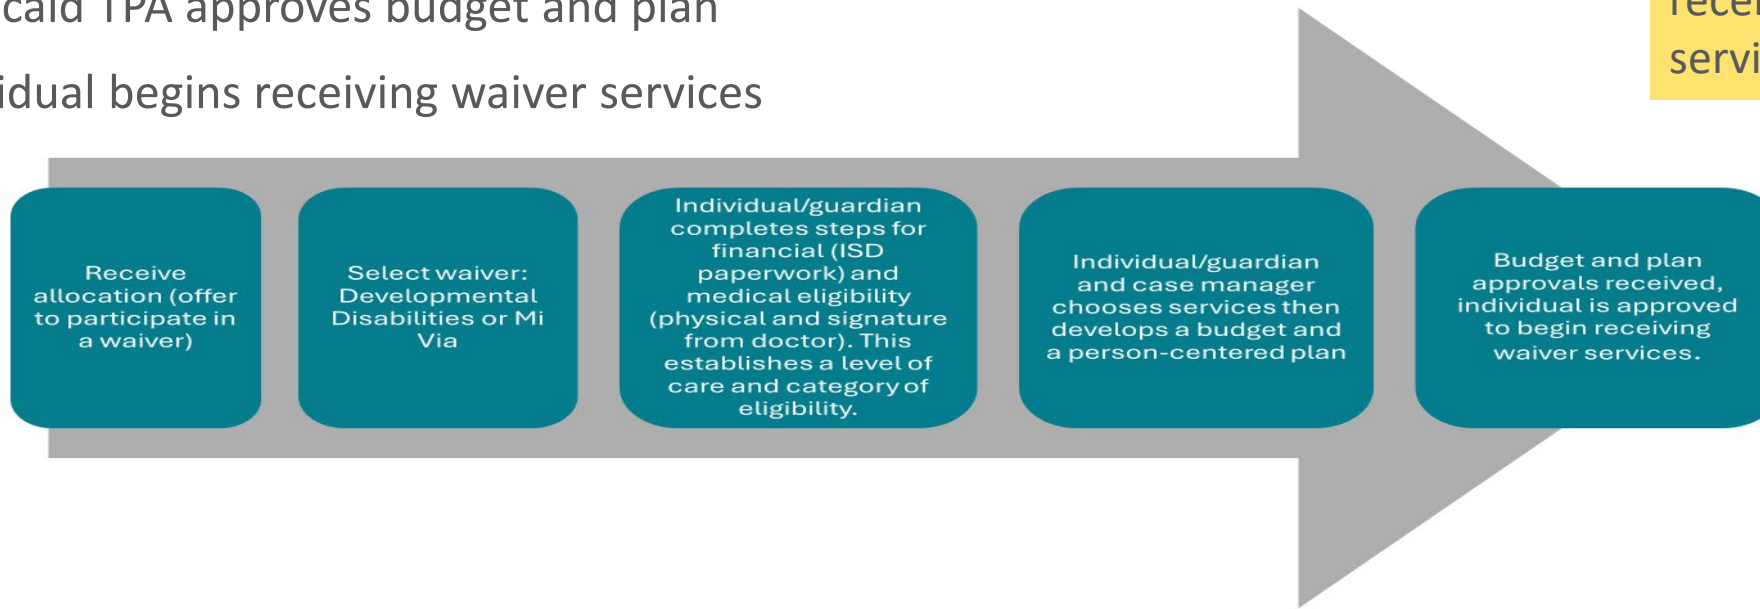 caid TPA approves budget and plan
idual begins receiving waiver services
recei
servi
Receive
allocation (offer
to participate in
a waiver)
Select waiver:
Developmental
Disabilities or Mi
Via
Individual/guardian
completes steps for
financial (ISD
paperwork) and
medical eligibility
(physical and signature
from doctor). This
establishes a level of
care and category of
eligibility.
Individual/guardian
and case manager
chooses services then
develops a budget and
a person-centered plan
Budget and plan
approvals received,
individual is approved
to begin receiving
waiver services.